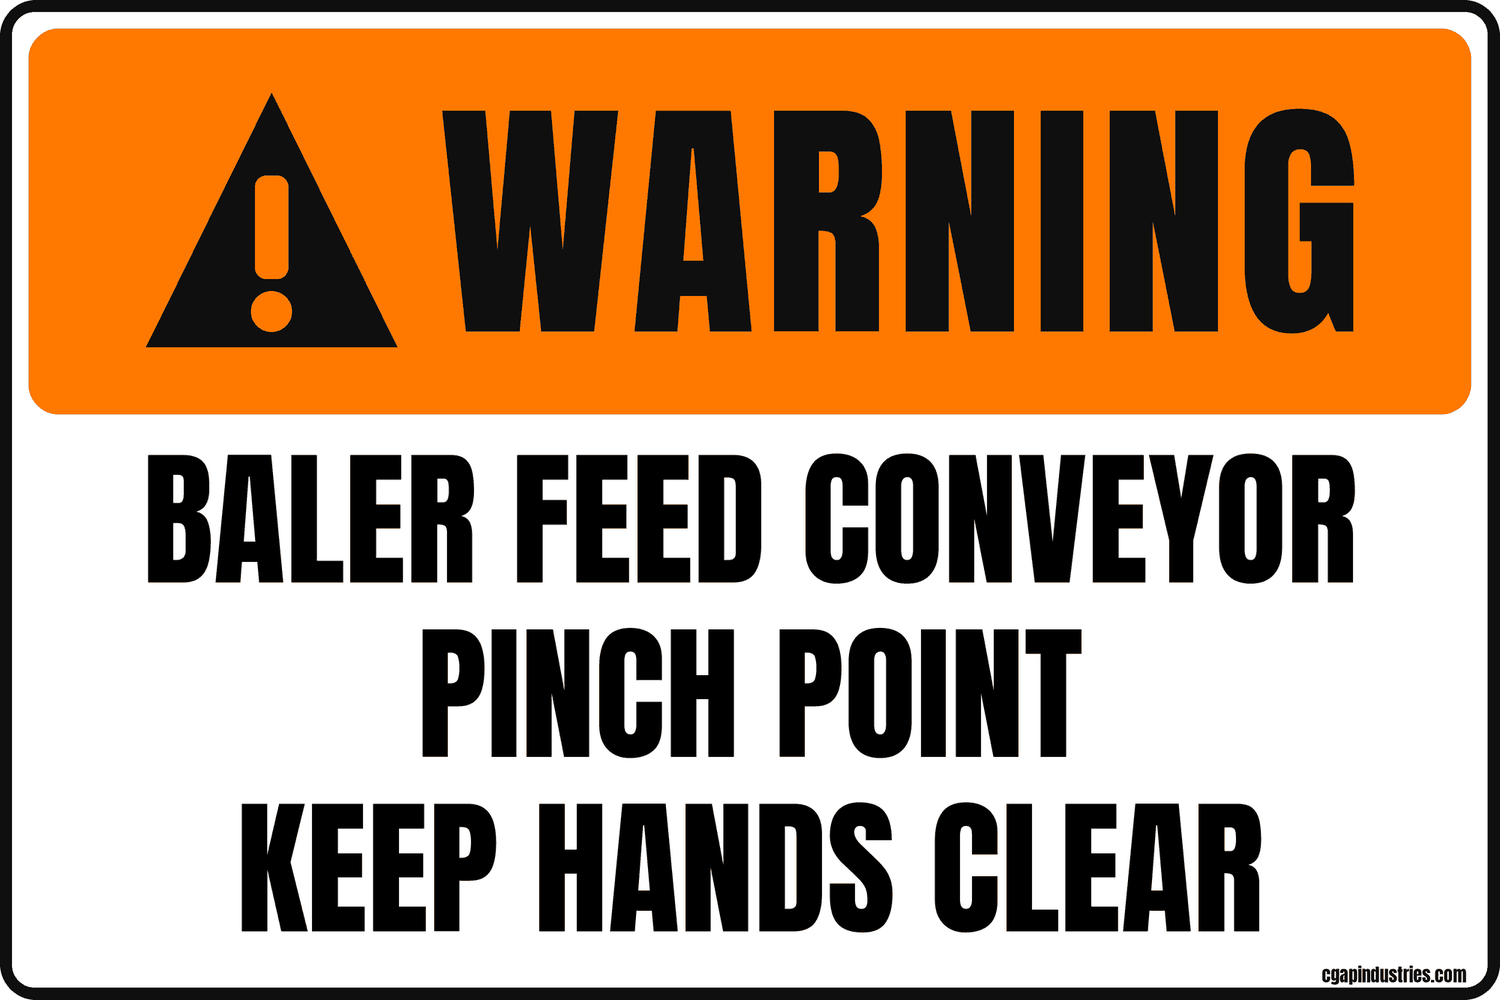 WARNING
BALER FEED CONVEYOR
PINCH POINT
KEEP HANDS CLEAR
cgapindustries.com